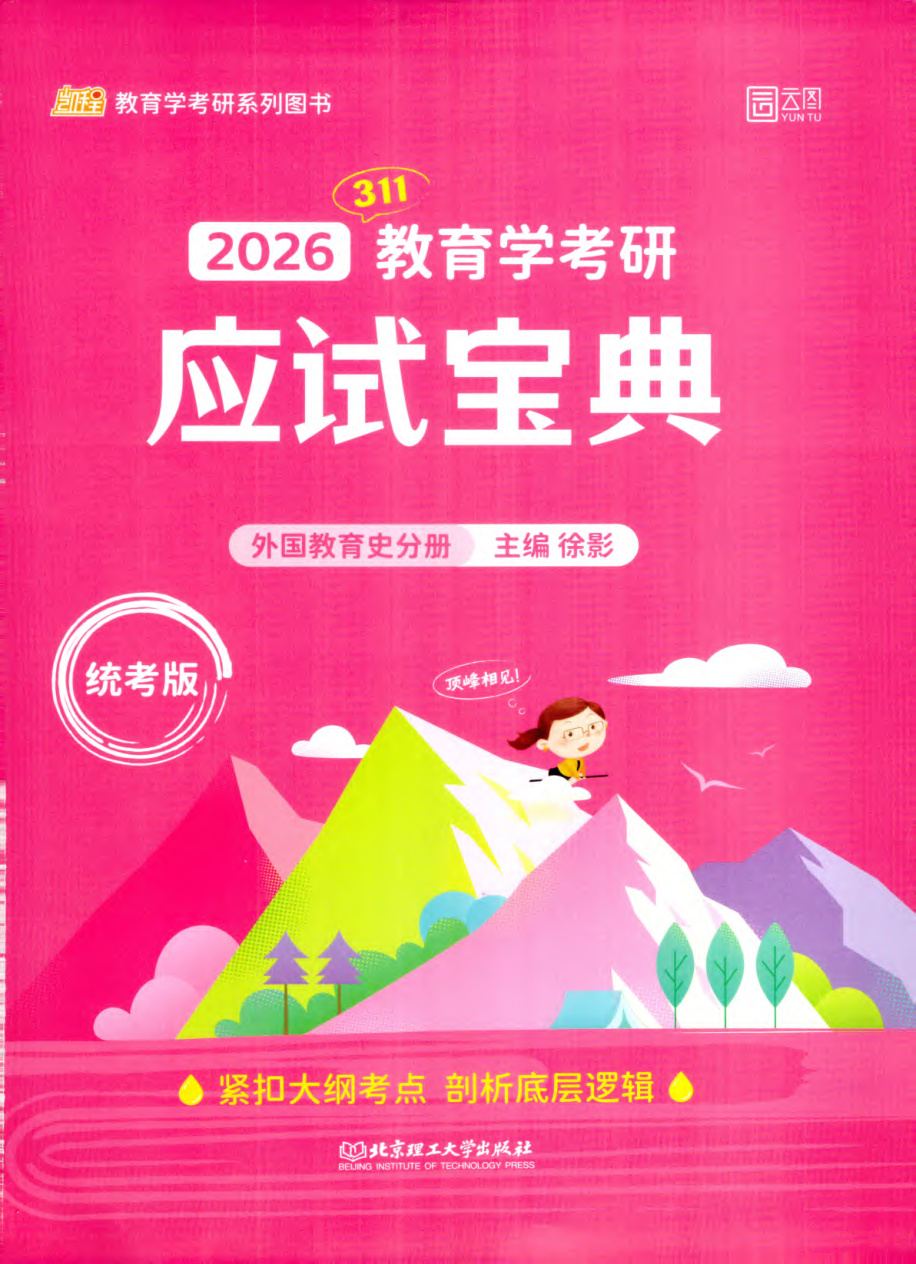 凯程 教育学考研系列图书
云图
YUN TU
311
2026 教育学考研
应试宝典
外国教育史分册 主编 徐影
统考版
顶峰相见!
紧扣大纲考点 剖析底层逻辑
北京理工大学出版社
BEIJING INSTITUTE OF TECHNOLOGY PRESS